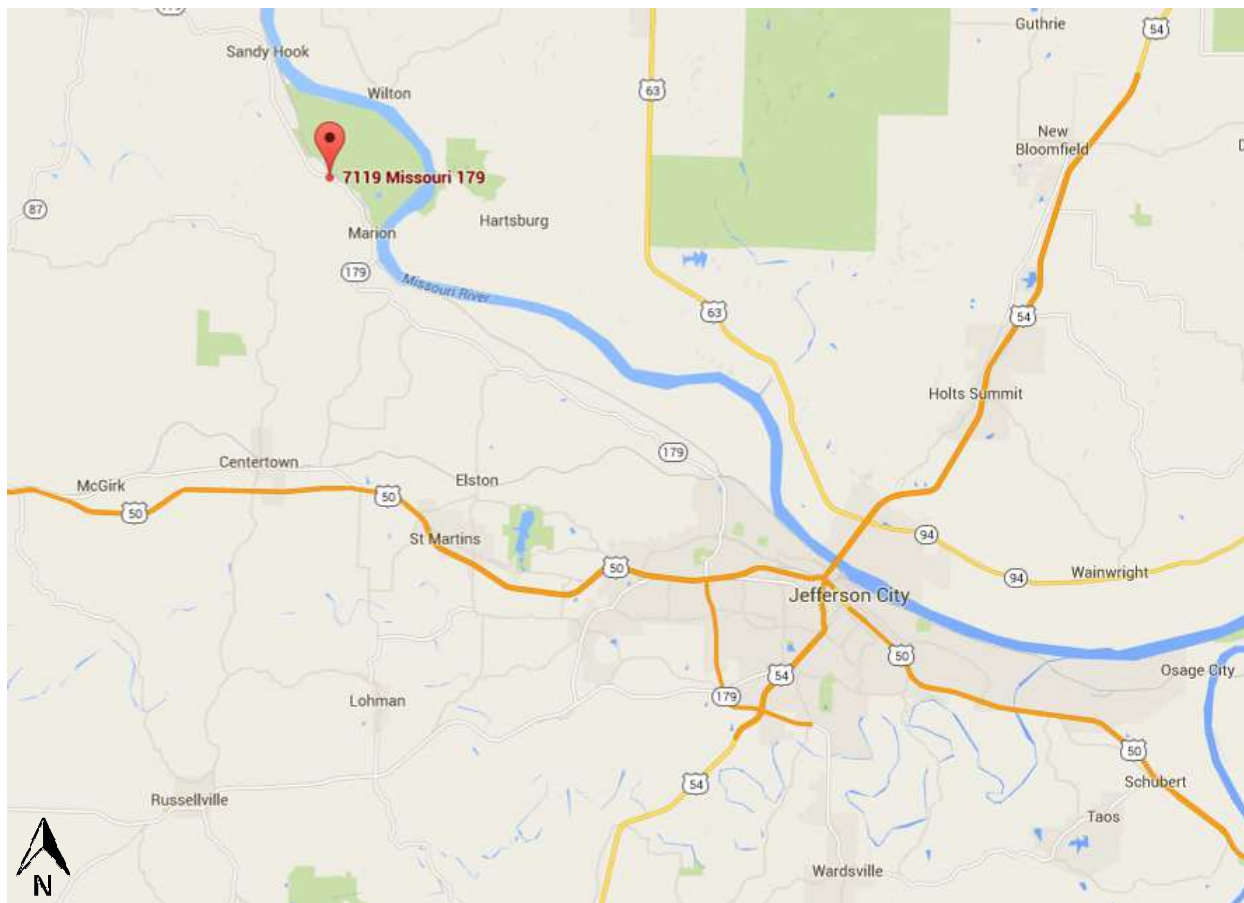 179
Guthrie
54
Sandy Hook
63
Wilton
New
Bloomfield
D
7119 Missouri 179
87
Hartsburg
Marion
179
Missouri River
63
54
Holts Summit
179
Centertown
McGirk
Elston
50
50
St Martins
94
50
94
Wainwright
Jefferson City
50
Osage City
54
179
Lohman
50
54
Schubert
Russellville
Taos
Wardsville
N